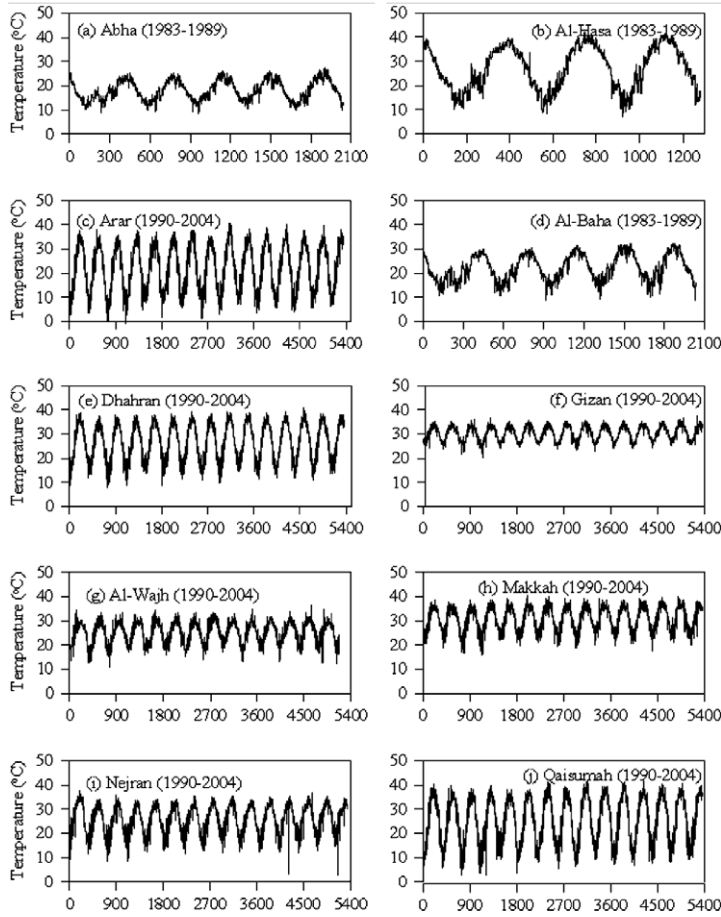 (a) Abha (1983-1989)
Temperature (°C)
50
40
30
20
10
0
0 300 600 900 1200 1500 1800 2100
(b) Al-Hasa (1983-1989)
50
40
30
20
10
0
0 200 400 600 800 1000 1200
(c) Arar (1990-2004)
Temperature (°C)
50
40
30
20
10
0
0 900 1800 2700 3600 4500 5400
(d) Al-Baha (1983-1989)
50
40
30
20
10
0
0 300 600 900 1200 1500 1800 2100
(e) Dhahran (1990-2004)
Temperature (°C)
50
40
30
20
10
0
0 900 1800 2700 3600 4500 5400
(f) Gizan (1990-2004)
50
40
30
20
10
0
0 900 1800 2700 3600 4500 5400
(g) Al-Wajh (1990-2004)
Temperature (°C)
50
40
30
20
10
0
0 900 1800 2700 3600 4500 5400
(h) Makkah (1990-2004)
50
40
30
20
10
0
0 900 1800 2700 3600 4500 5400
(i) Nejran (1990-2004)
Temperature (°C)
50
40
30
20
10
0
0 900 1800 2700 3600 4500 5400
(j) Qaisumah (1990-2004)
50
40
30
20
10
0
0 900 1800 2700 3600 4500 5400